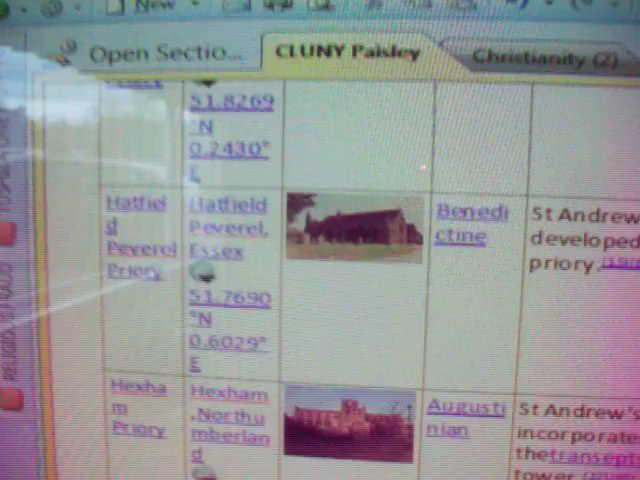 New
Open Sectio...
CLUNY Paisley
Christianity (2)
51.8269
°N
0.2430°
E
Hatfiel
d
Peverel
Priory
Hatfield
Peverel,
Essex
51.7690
°N
0.6029°
E
Benedi
ctine
St Andrew
developed
priory.
Hexha
m
Priory
Hexham
,Northu
mberlan
d
Augusti
nian
St Andrew's
incorporate
the transept
tower
RELIGIOUS FRAUD